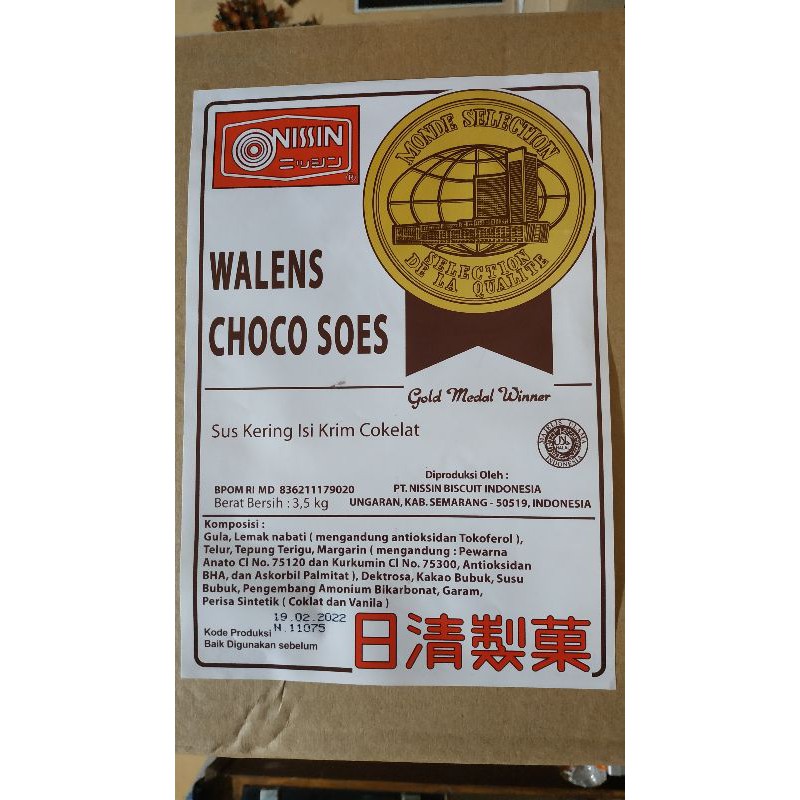 NISSIN
ニッシン
®
MONDE SELECTION
SELECTION
DE LA QUALITE
WALENS
CHOCO SOES
Gold Medal Winner
Sus Kering Isi Krim Cokelat
MAJELIS ULAMA
INDONESIA
Diproduksi Oleh :
BPOM RI MD 836211179020
PT. NISSIN BISCUIT INDONESIA
Berat Bersih : 3,5 kg
UNGARAN, KAB. SEMARANG - 50519, INDONESIA
Komposisi :
Gula, Lemak nabati ( mengandung antioksidan Tokoferol ),
Telur, Tepung Terigu, Margarin ( mengandung : Pewarna
Anato CI No. 75120 dan Kurkumin CI No. 75300, Antioksidan
BHA, dan Askorbil Palmitat ), Dektrosa, Kakao Bubuk, Susu
Bubuk, Pengembang Amonium Bikarbonat, Garam,
Perisa Sintetik ( Coklat dan Vanila )
19.02.2022
Kode Produksi N.11075
Baik Digunakan sebelum
日清製菓